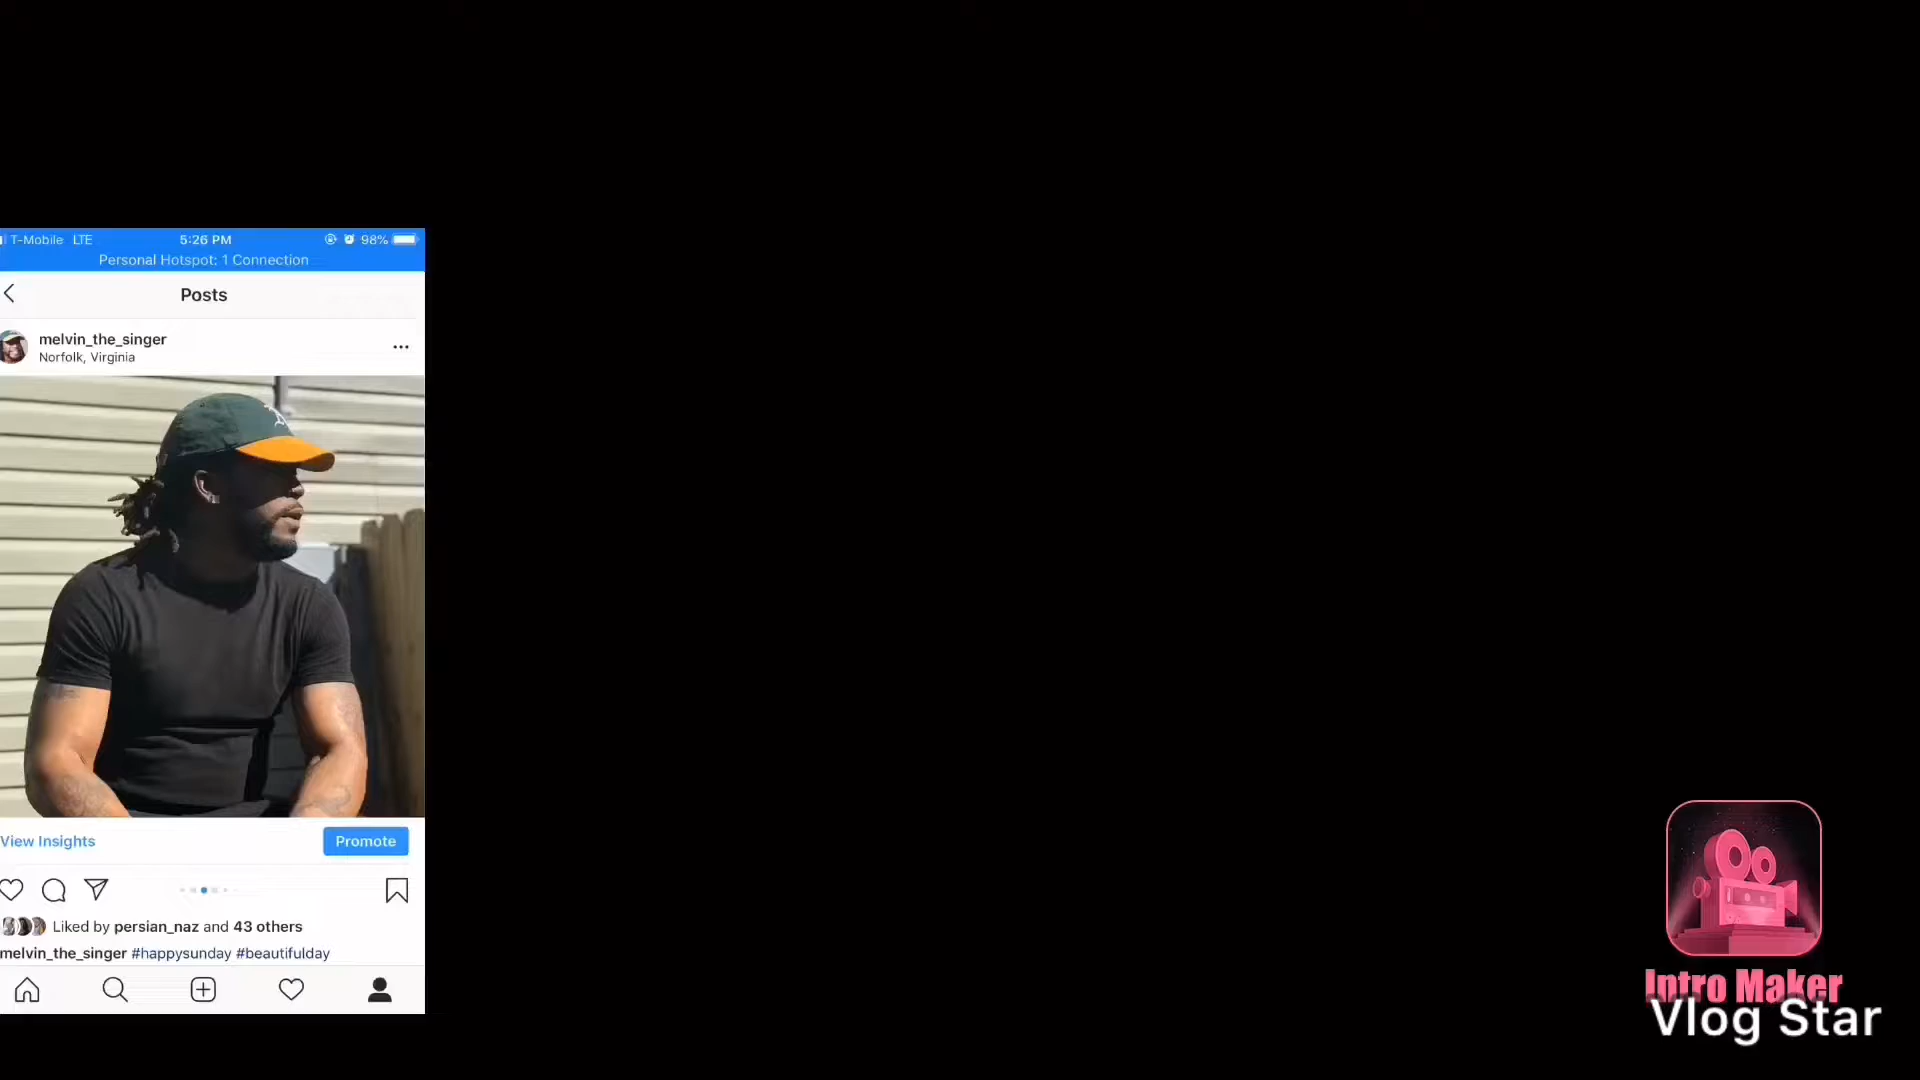 T-Mobile LTE 5:26 PM 98%
Personal Hotspot: 1 Connection
Posts
melvin_the_singer
Norfolk, Virginia
View Insights
Promote
Liked by persian_naz and 43 others
melvin_the_singer #happysunday #beautifulday
Intro Maker
Vlog Star